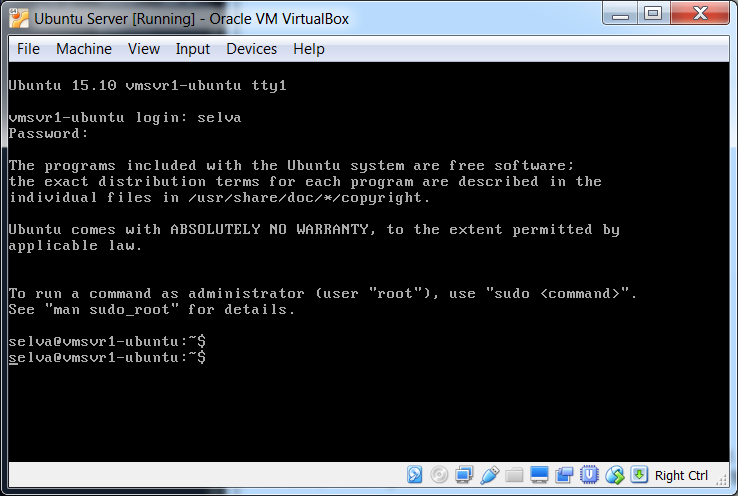 Ubuntu Server [Running] - Oracle VM VirtualBox
File Machine View Input Devices Help
Ubuntu 15.10 vmsvr1-ubuntu tty1
vmsvr1-ubuntu login: selva
Password:
The programs included with the Ubuntu system are free software;
the exact distribution terms for each program are described in the
individual files in /usr/share/doc/*/copyright.
Ubuntu comes with ABSOLUTELY NO WARRANTY, to the extent permitted by
applicable law.
To run a command as administrator (user "root"), use "sudo <command>".
See "man sudo_root" for details.
selva@vmsvr1-ubuntu:~$
selva@vmsvr1-ubuntu:~$
Right Ctrl